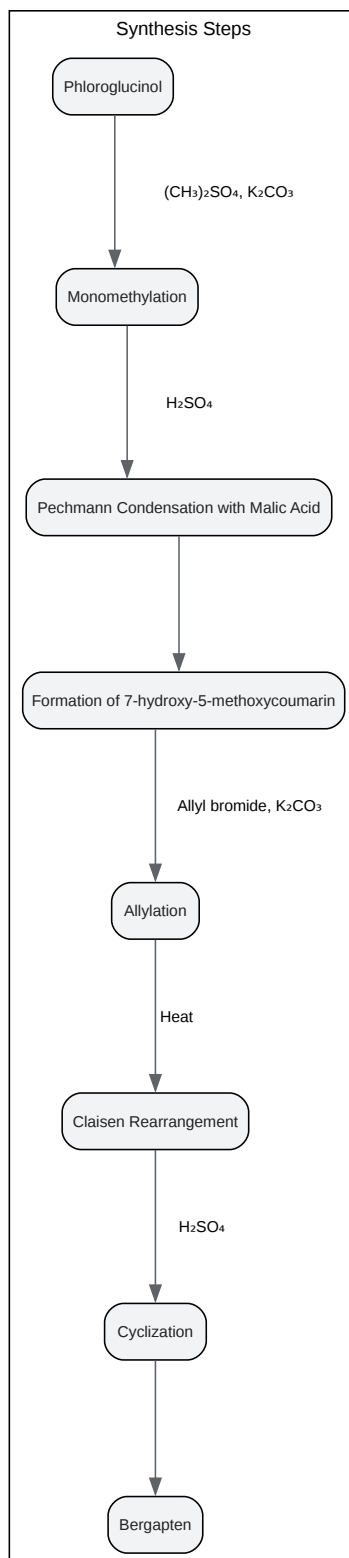 Synthesis Steps
Phloroglucinol
(CH₃)₂SO₄, K₂CO₃
Monomethylation
H₂SO₄
Pechmann Condensation with Malic Acid
Formation of 7-hydroxy-5-methoxycoumarin
Allyl bromide, K₂CO₃
Allylation
Heat
Claisen Rearrangement
H₂SO₄
Cyclization
Bergapten